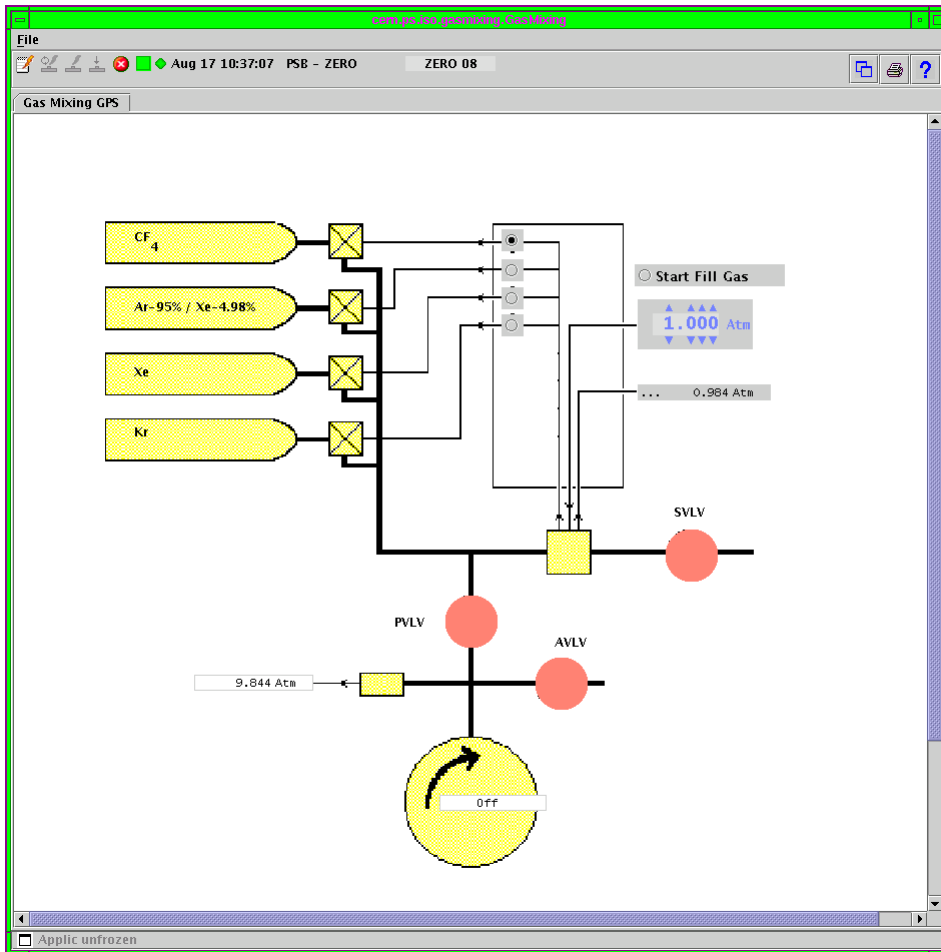 cern.ps.iso.gasmixing.GasMixing
File
Aug 17 10:37:07 PSB - ZERO ZERO 08
?
Gas Mixing GPS
CF4
Ar-95% / Xe-4.98%
Xe
Kr
Start Fill Gas
1.000 Atm
... 0.984 Atm
SVLV
PVLV
AVLV
9.844 Atm
Off
Applic unfrozen